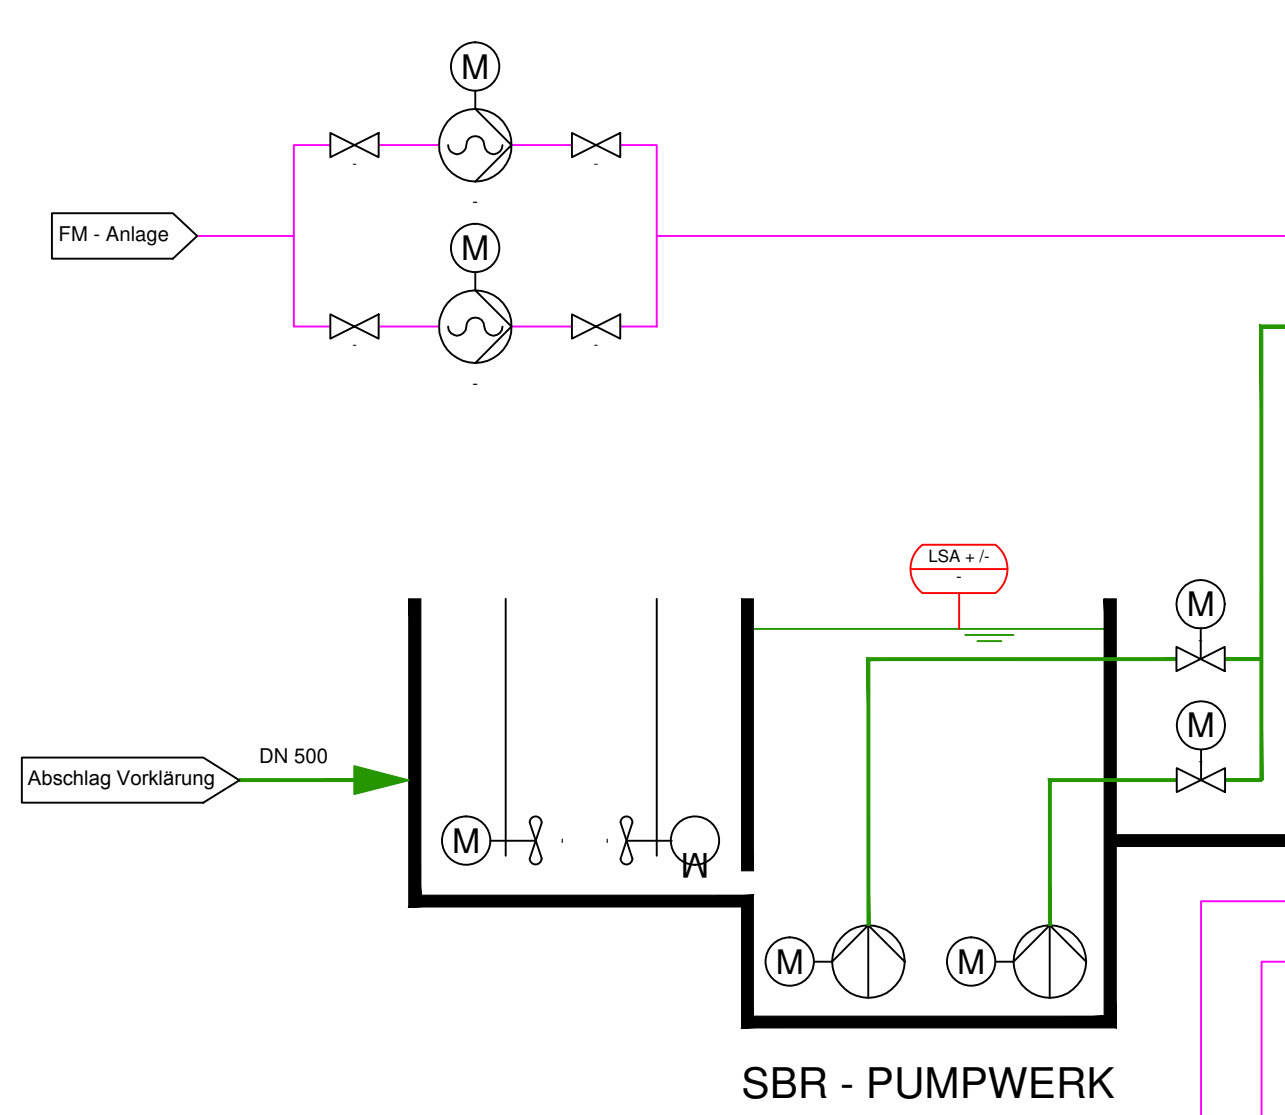 M
-
-
-
M
FM - Anlage
-
-
-
LSA + /-
-
M
M
DN 500
Abschlag Vorklärung
M
M
M
M
SBR - PUMPWERK